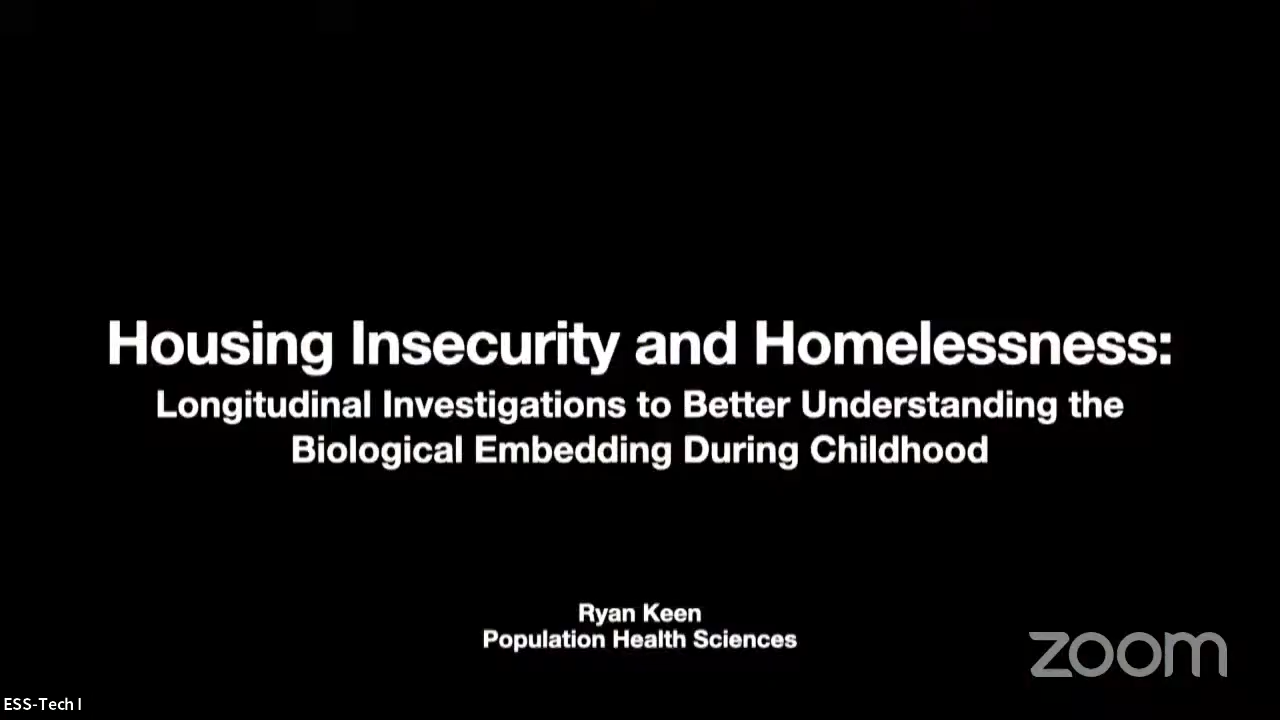 Housing Insecurity and Homelessness:
Longitudinal Investigations to Better Understanding the
Biological Embedding During Childhood
Ryan Keen
Population Health Sciences
zoom
ESS-Tech I